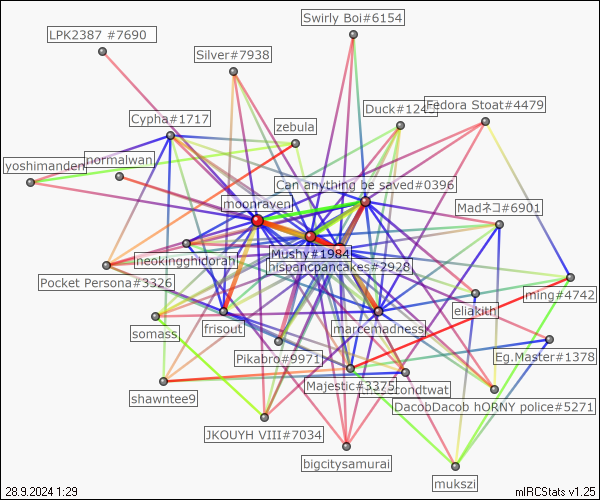 Swirly Boi#6154
LPK2387 #7690
Silver#7938
Duck#124
Fedora Stoat#4479
Cypha#1717
zebula
yoshimanden
normalwan
Can anything be saved#0396
moonraven
Madネコ#6901
Mushy#1984
neokingghidorah
hispancpancakes#2928
Pocket Persona#3326
ming#4742
eliakith
somass
frisout
marcemadness
Pikabro#9971
Eg.Master#1378
Majestic#3375
shawntee9
DacobDacob hORNY police#5271
JKOUYH VIII#7034
bigcitysamurai
mukszi
28.9.2024 1:29
mIRCStats v1.25